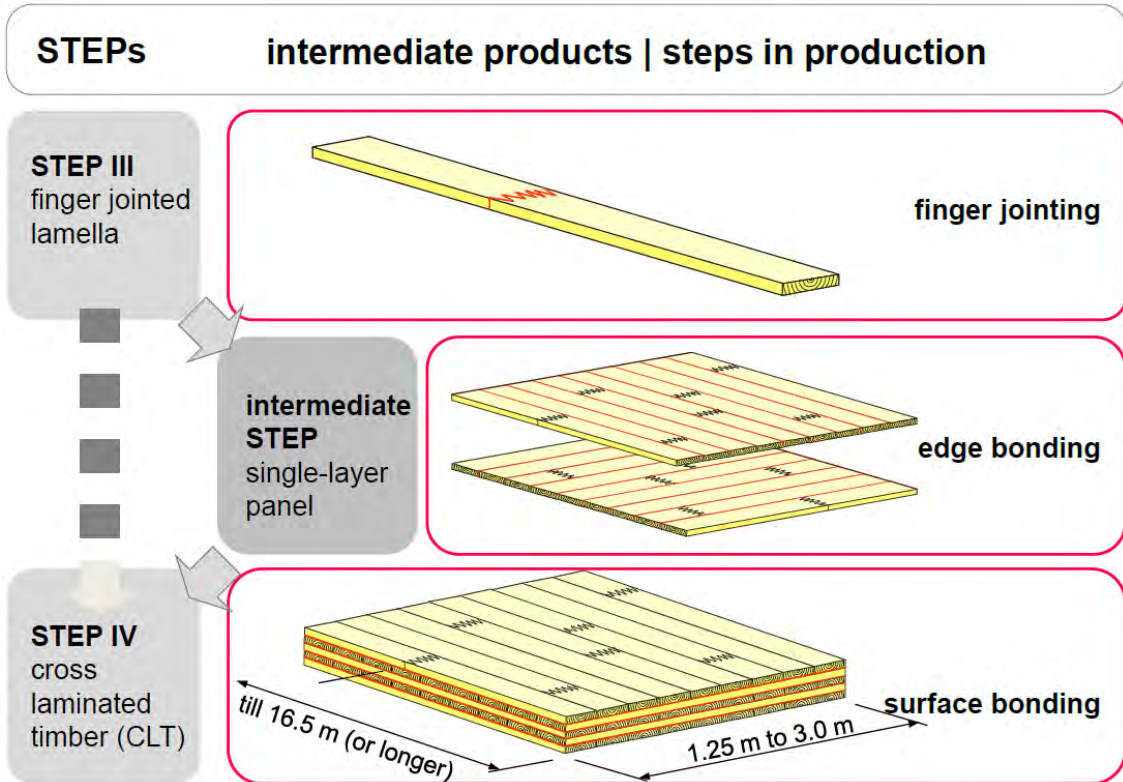 STEPs
intermediate products | steps in production
STEP III
finger jointed
lamella
finger jointing
intermediate
STEP
single-layer
panel
edge bonding
STEP IV
cross
laminated
timber (CLT)
till 16.5 m (or longer)
1.25 m to 3.0 m
surface bonding